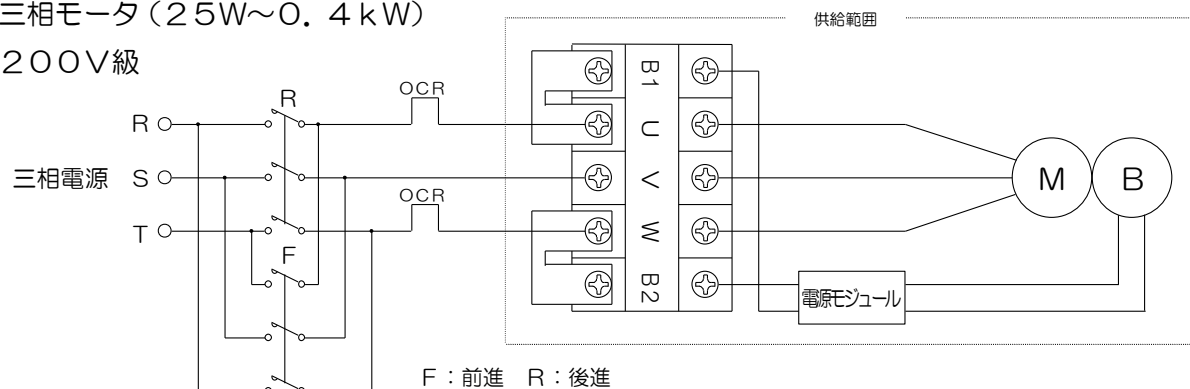 三相モータ（２５W～０．４ｋW）
２００V級
供給範囲
R
OCR
B1
R
U
三相電源 S
V
M B
OCR
T
W
F
B2
電源モジュール
F：前進 R：後進